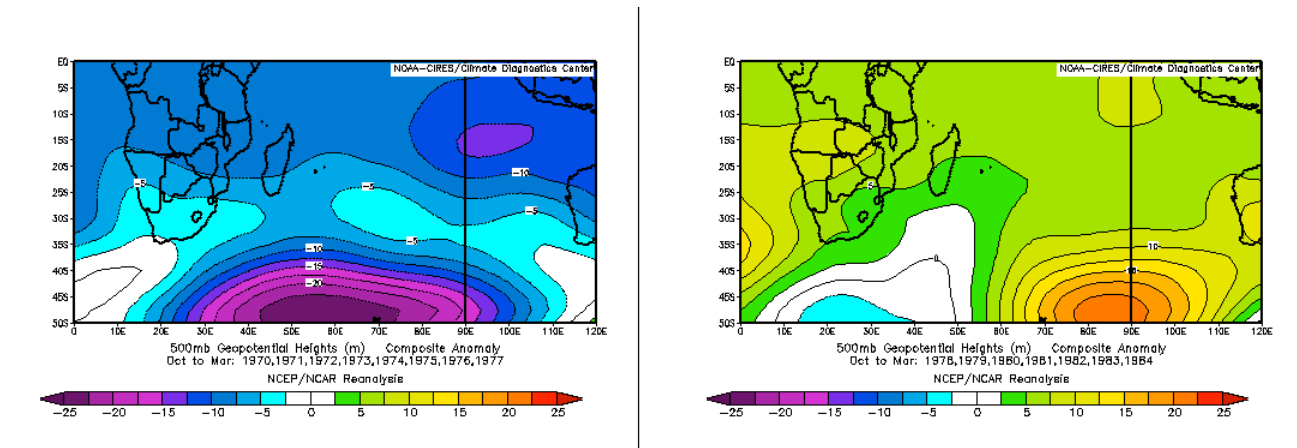 NOAA-CIRES/Climate Diagnostics Center
EQ
5S
10S
15S
-10
20S
-5
-5
25S
-5
30S
-5
35S
-10
-15
40S
-20
45S
50S
0 10E 20E 30E 40E 50E 60E 70E 80E 90E 100E 110E 120E
500mb Geopotential Heights (m) Composite Anomaly
Oct to Mar: 1970,1971,1972,1973,1974,1975,1976,1977
NCEP/NCAR Reanalysis
-25 -20 -15 -10 -5 0 5 10 15 20 25
NOAA-CIRES/Climate Diagnostics Center
EQ
5S
10S
15S
20S
5
25S
30S
35S
10
0
40S
45S
50S
0 10E 20E 30E 40E 50E 60E 70E 80E 90E 100E 110E 120E
500mb Geopotential Heights (m) Composite Anomaly
Oct to Mar: 1978,1979,1980,1981,1982,1983,1984
NCEP/NCAR Reanalysis
-25 -20 -15 -10 -5 0 5 10 15 20 25